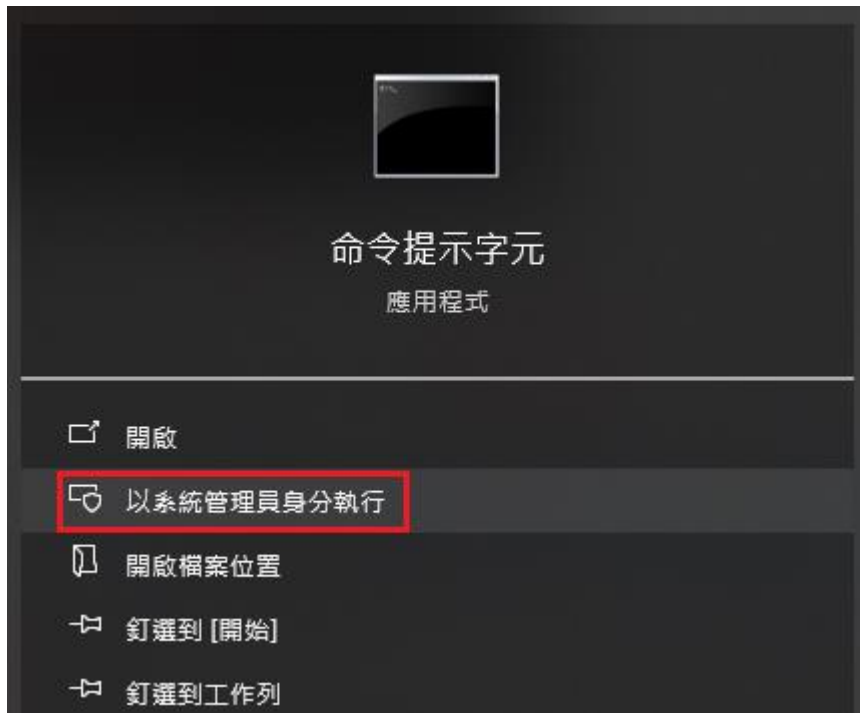 命令提示字元
應用程式
開啟
以系統管理員身分執行
開啟檔案位置
釘選到 [開始]
釘選到工作列